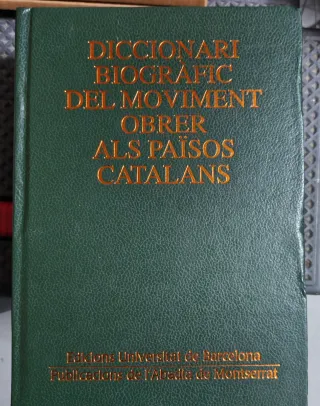 DICCIONARI
BIOGRÀFIC
DEL MOVIMENT
OBRER
ALS PAÏSOS
CATALANS
Edicions Universitat de Barcelona
Publicacions de l'Abadia de Montserrat